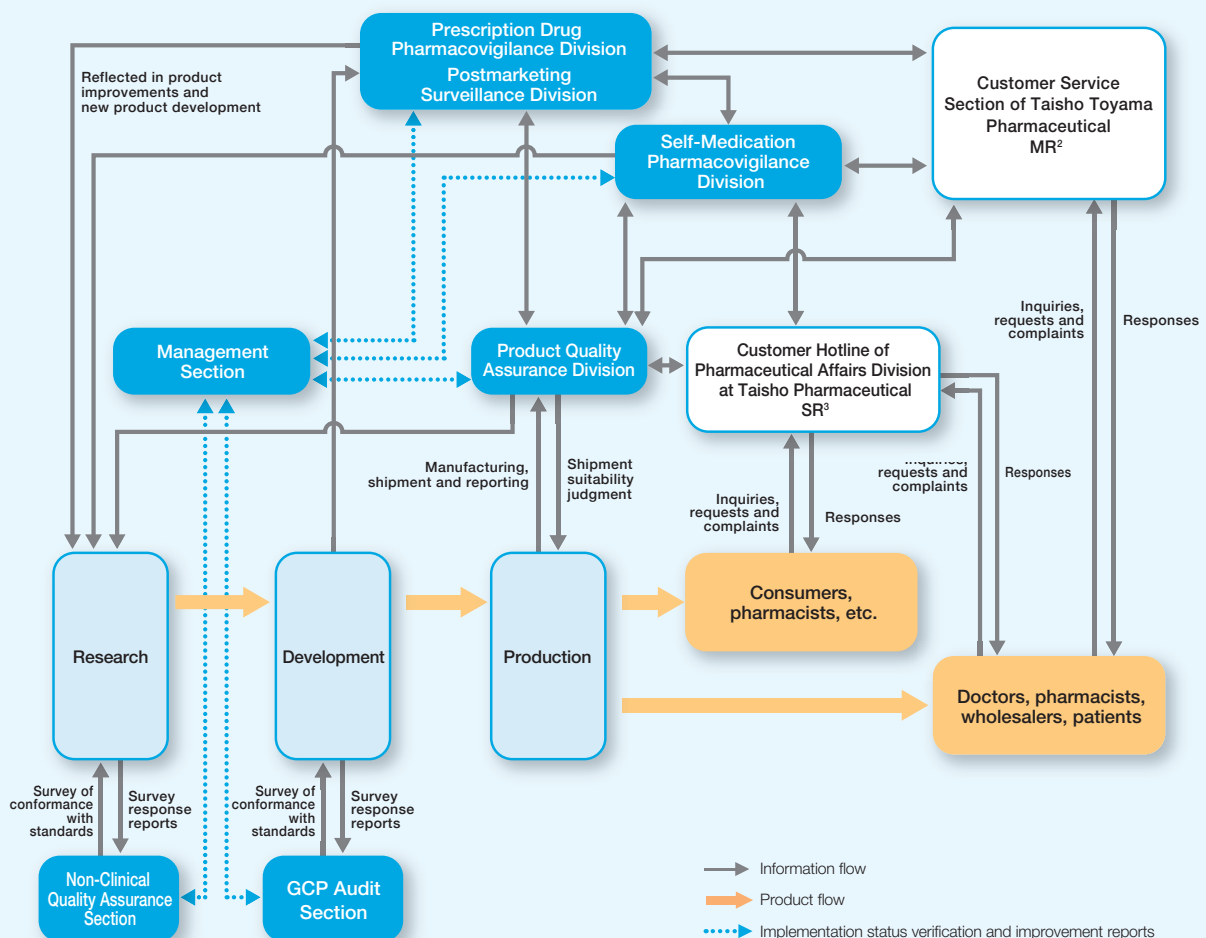 Prescription Drug
Pharmacovigilance Division
Postmarketing
Surveillance Division
Reflected in product
improvements and
new product development
Customer Service
Section of Taisho Toyama
Pharmaceutical
MR²
Self-Medication
Pharmacovigilance
Division
Management
Section
Product Quality
Assurance Division
Customer Hotline of
Pharmaceutical Affairs Division
at Taisho Pharmaceutical
SR³
Inquiries,
requests and
complaints
Responses
Manufacturing,
shipment and reporting
Shipment
suitability
judgment
Inquiries,
requests and
complaints
Responses
Inquiries,
requests and
complaints
Responses
Research
Development
Production
Consumers,
pharmacists, etc.
Doctors, pharmacists,
wholesalers, patients
Survey of
conformance
with
standards
Survey
response
reports
Survey of
conformance
with
standards
Survey
response
reports
Non-Clinical
Quality Assurance
Section
GCP Audit
Section
Information flow
Product flow
Implementation status verification and improvement reports